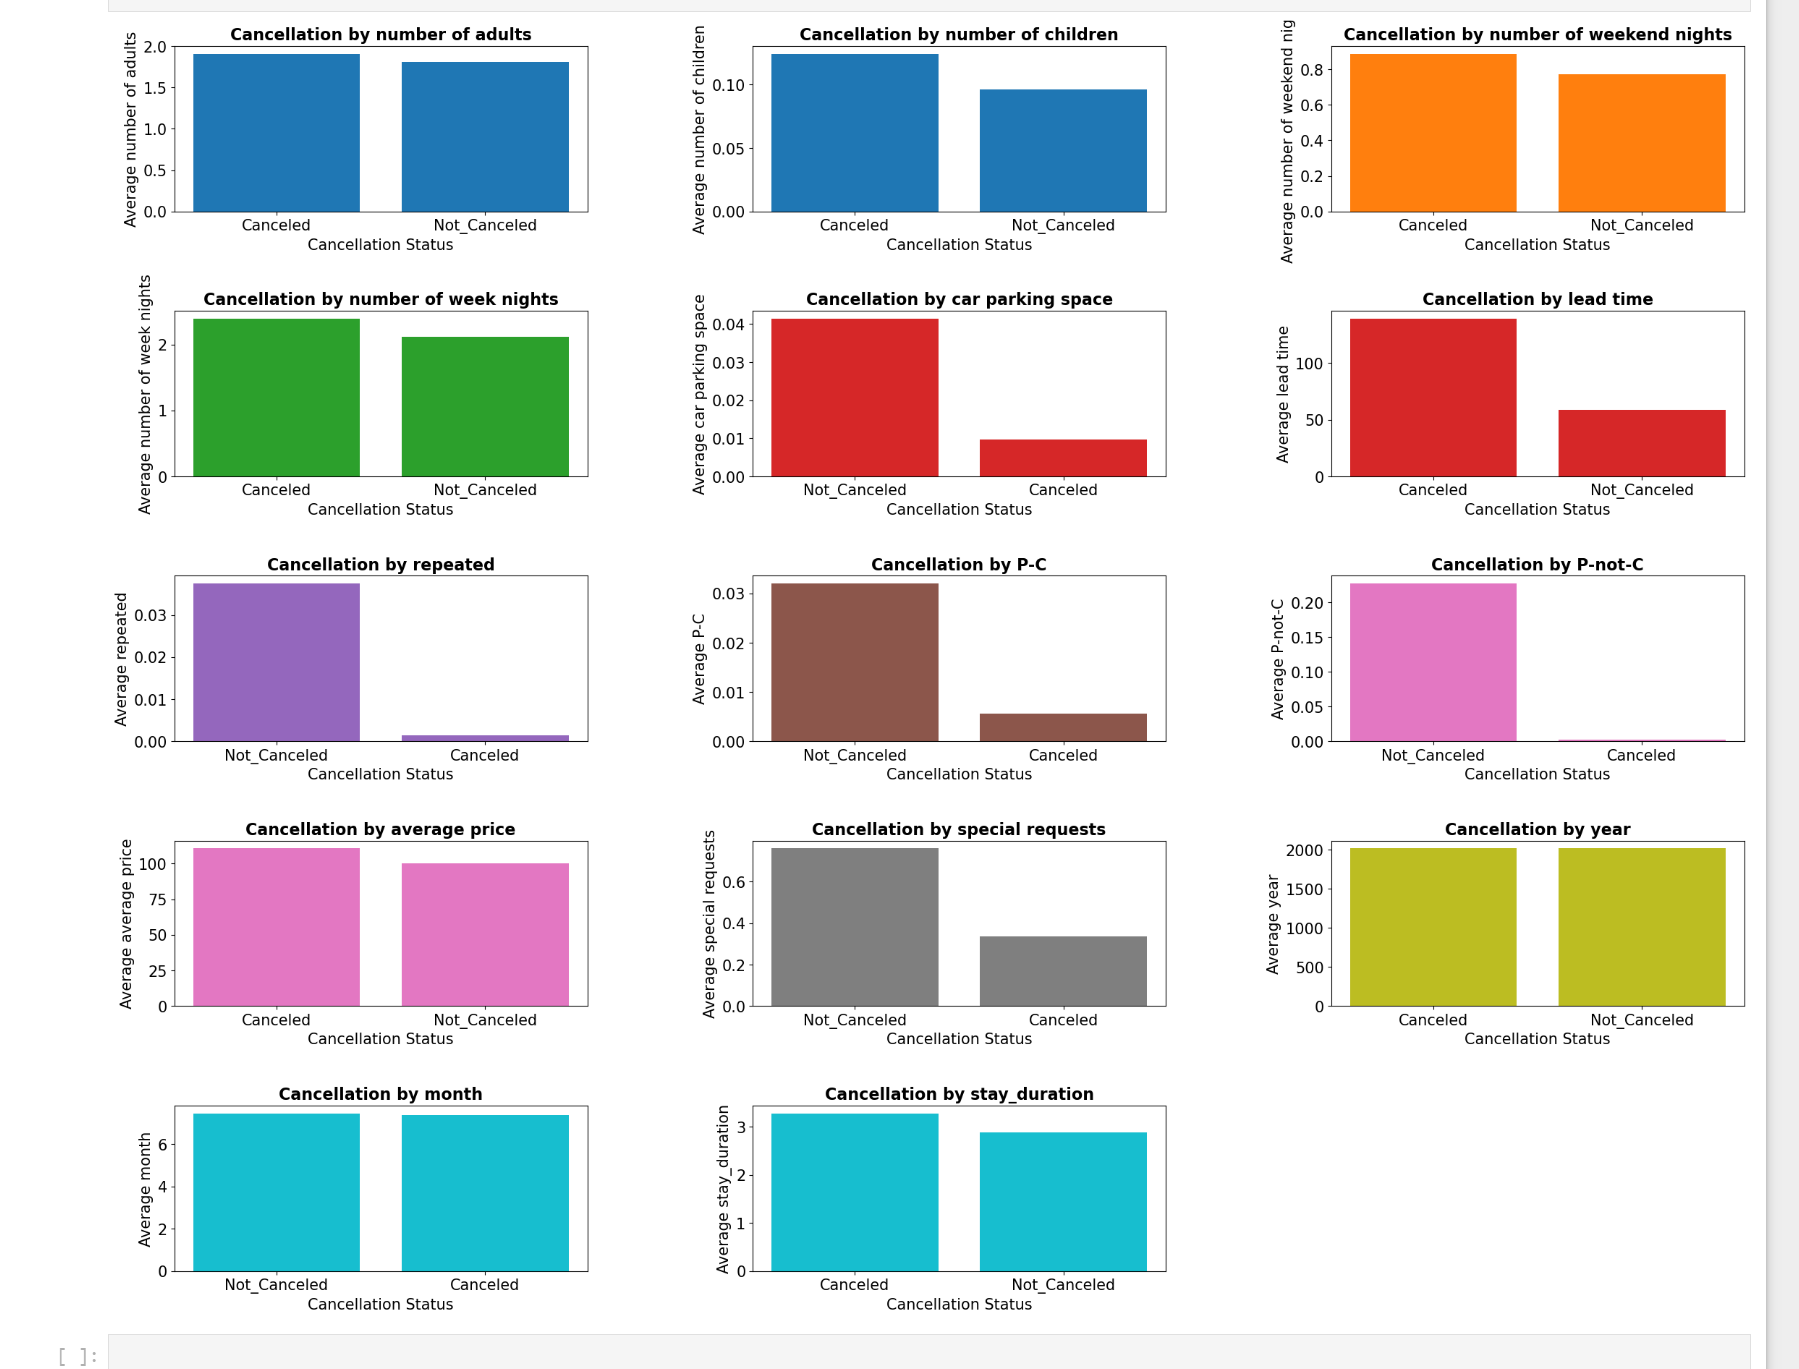 Cancellation by number of adults
Average number of adults
2.0
1.5
1.0
0.5
0.0
Canceled Not_Canceled
Cancellation Status
Cancellation by number of children
Average number of children
0.10
0.05
0.00
Canceled Not_Canceled
Cancellation Status
Cancellation by number of weekend nights
Average number of weekend nig
0.8
0.6
0.4
0.2
0.0
Canceled Not_Canceled
Cancellation Status
Cancellation by number of week nights
Average number of week nights
2
1
0
Canceled Not_Canceled
Cancellation Status
Cancellation by car parking space
Average car parking space
0.04
0.03
0.02
0.01
0.00
Not_Canceled Canceled
Cancellation Status
Cancellation by lead time
Average lead time
100
50
0
Canceled Not_Canceled
Cancellation Status
Cancellation by repeated
Average repeated
0.03
0.02
0.01
0.00
Not_Canceled Canceled
Cancellation Status
Cancellation by P-C
Average P-C
0.03
0.02
0.01
0.00
Not_Canceled Canceled
Cancellation Status
Cancellation by P-not-C
Average P-not-C
0.20
0.15
0.10
0.05
0.00
Not_Canceled Canceled
Cancellation Status
Cancellation by average price
Average average price
100
75
50
25
0
Canceled Not_Canceled
Cancellation Status
Cancellation by special requests
Average special requests
0.6
0.4
0.2
0.0
Not_Canceled Canceled
Cancellation Status
Cancellation by year
Average year
2000
1500
1000
500
0
Canceled Not_Canceled
Cancellation Status
Cancellation by month
Average month
6
4
2
0
Not_Canceled Canceled
Cancellation Status
Cancellation by stay_duration
Average stay_duration
3
2
1
0
Canceled Not_Canceled
Cancellation Status
[ ]: